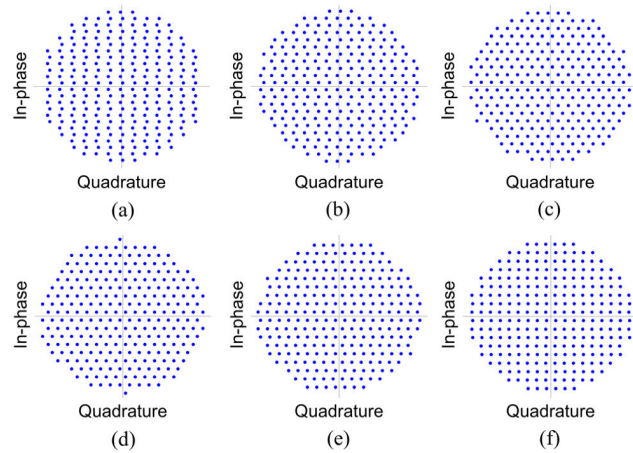 In-phase
Quadrature
(a)
In-phase
Quadrature
(b)
In-phase
Quadrature
(c)
In-phase
Quadrature
(d)
In-phase
Quadrature
(e)
In-phase
Quadrature
(f)